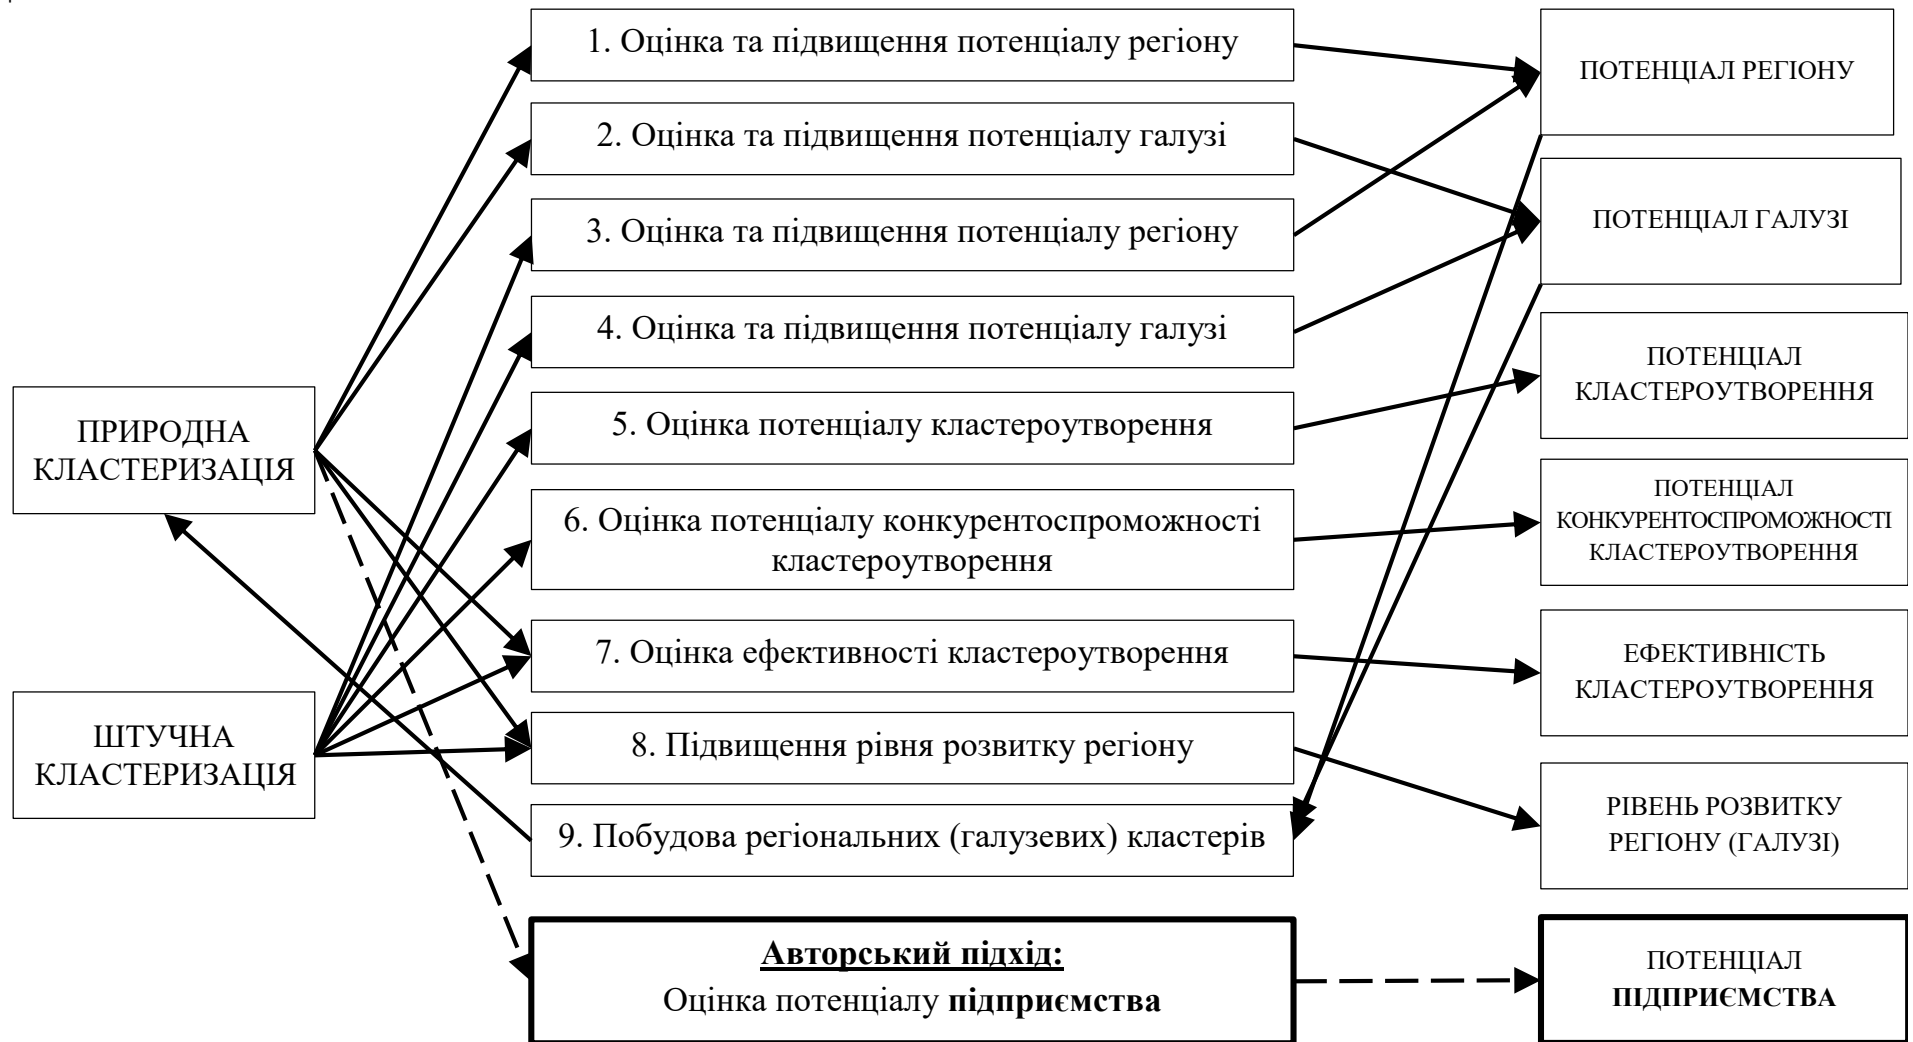 1. Оцінка та підвищення потенціалу регіону
2. Оцінка та підвищення потенціалу галузі
3. Оцінка та підвищення потенціалу регіону
4. Оцінка та підвищення потенціалу галузі
5. Оцінка потенціалу кластероутворення
6. Оцінка потенціалу конкурентоспроможності
кластероутворення
7. Оцінка ефективності кластероутворення
8. Підвищення рівня розвитку регіону
9. Побудова регіональних (галузевих) кластерів
Авторський підхід:
Оцінка потенціалу підприємства
ПРИРОДНА
КЛАСТЕРИЗАЦІЯ
ШТУЧНА
КЛАСТЕРИЗАЦІЯ
ПОТЕНЦІАЛ РЕГІОНУ
ПОТЕНЦІАЛ ГАЛУЗІ
ПОТЕНЦІАЛ
КЛАСТЕРОУТВОРЕННЯ
ПОТЕНЦІАЛ
КОНКУРЕНТОСПРОМОЖНОСТІ
КЛАСТЕРОУТВОРЕННЯ
ЕФЕКТИВНІСТЬ
КЛАСТЕРОУТВОРЕННЯ
РІВЕНЬ РОЗВИТКУ
РЕГІОНУ (ГАЛУЗІ)
ПОТЕНЦІАЛ
ПІДПРИЄМСТВА